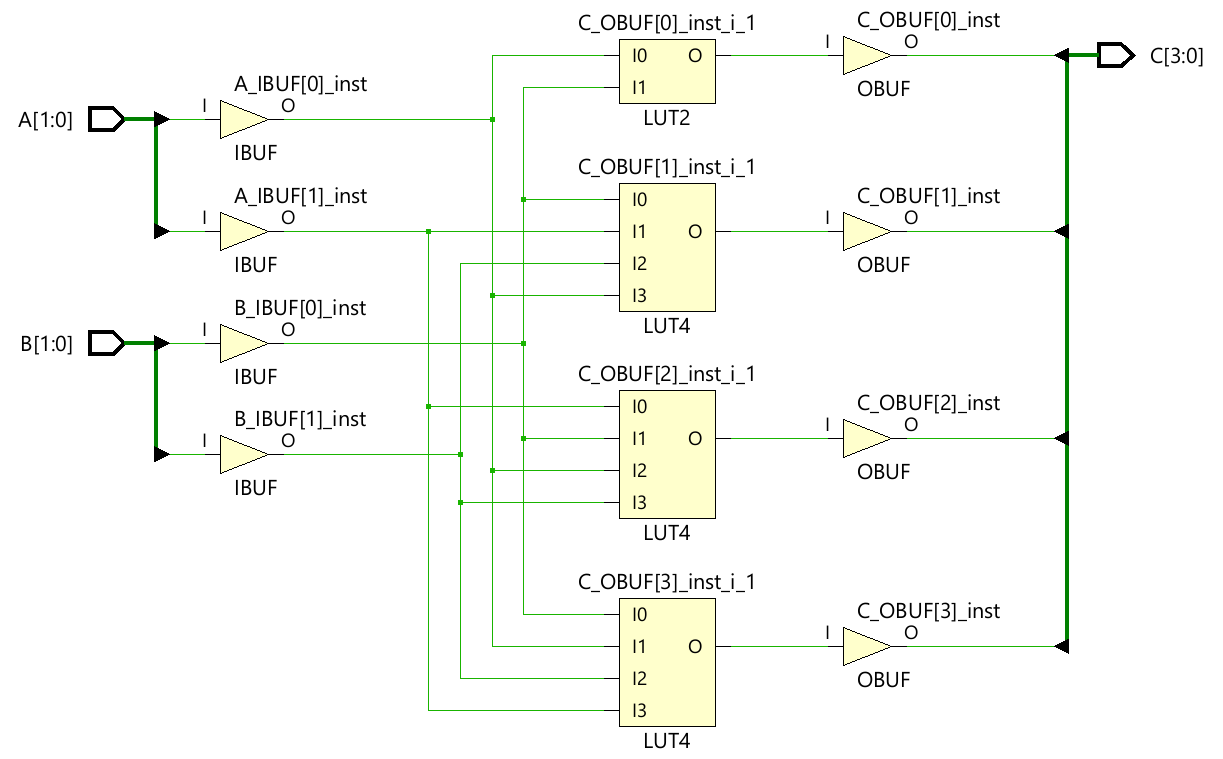 C_OBUF[0]_inst_i_1
C_OBUF[0]_inst
I0
O
I
O
C[3:0]
I1
OBUF
LUT2
A_IBUF[0]_inst
I
O
A[1:0]
IBUF
C_OBUF[1]_inst_i_1
A_IBUF[1]_inst
C_OBUF[1]_inst
I0
I
O
I1
O
I
O
I2
IBUF
OBUF
I3
LUT4
B_IBUF[0]_inst
I
O
B[1:0]
IBUF
C_OBUF[2]_inst_i_1
B_IBUF[1]_inst
C_OBUF[2]_inst
I0
I
O
I1
O
I
O
I2
IBUF
OBUF
I3
LUT4
C_OBUF[3]_inst_i_1
C_OBUF[3]_inst
I0
I1
O
I
O
I2
OBUF
I3
LUT4